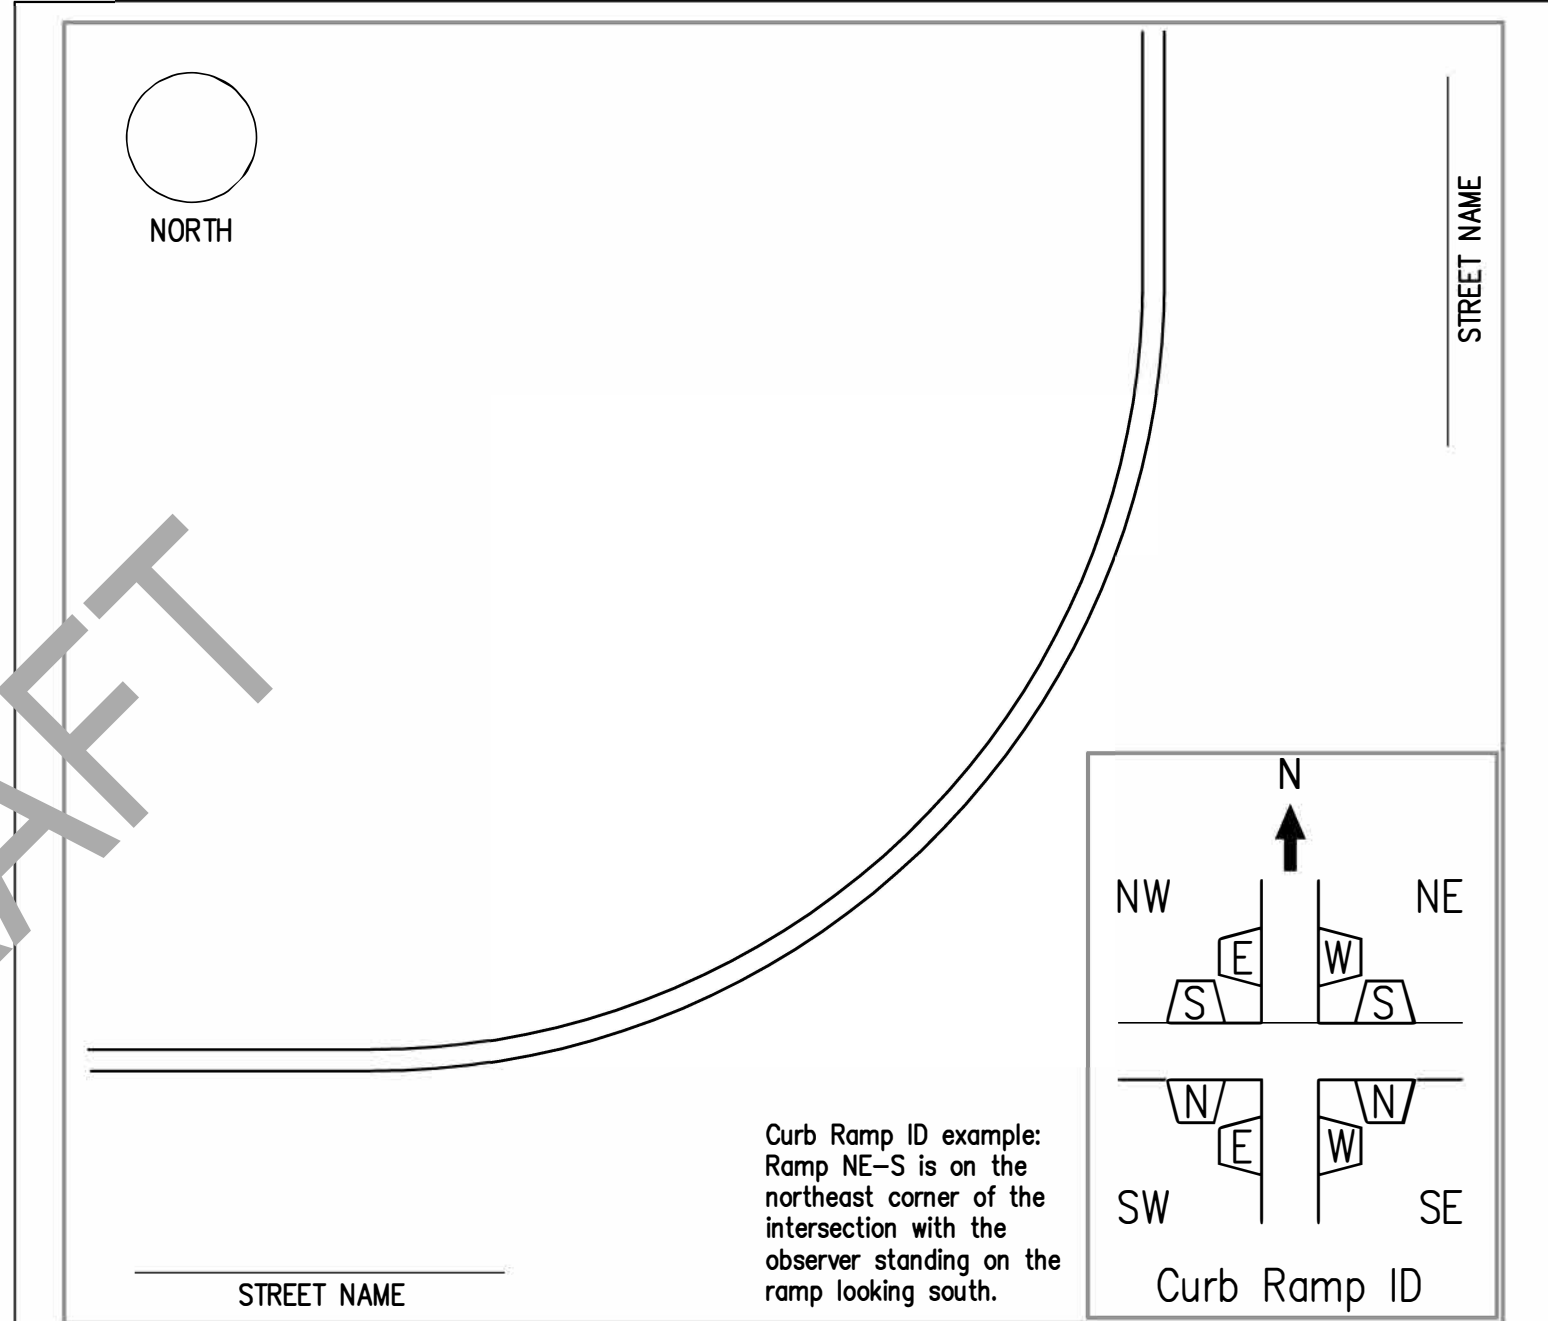 NORTH
STREET NAME
AFT
N
NW NE
E W
S S
N N
E W
SW SE
Curb Ramp ID
Curb Ramp ID example:
Ramp NE-S is on the
northeast corner of the
intersection with the
observer standing on the
ramp looking south.
STREET NAME